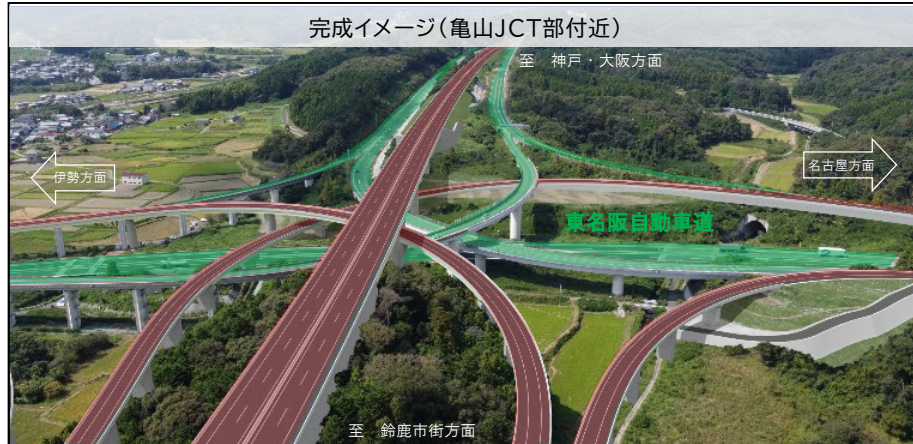 完成イメージ（亀山JCT部付近）
至　神戸・大阪方面
伊勢方面
名古屋方面
東名阪自動車道
至　鈴鹿市街方面